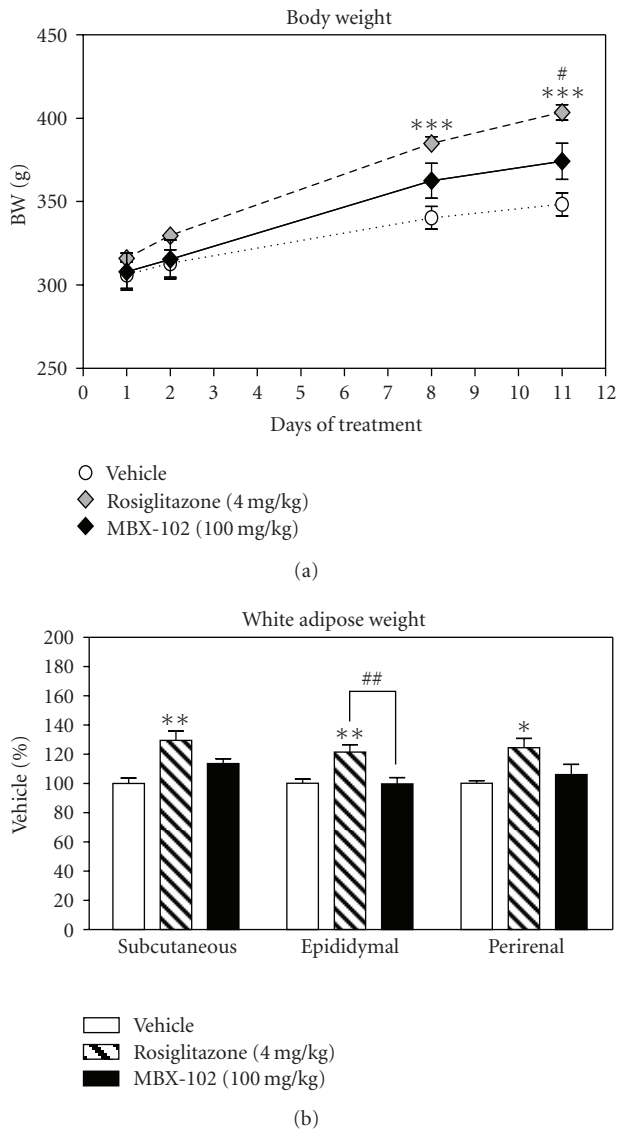 Body weight
450
400
350
300
250
BW (g)
#
***
***
0 1 2 3 4 5 6 7 8 9 10 11 12
Days of treatment
Vehicle
Rosiglitazone (4 mg/kg)
MBX-102 (100 mg/kg)
(a)
White adipose weight
200
180
160
140
120
100
80
60
40
20
0
Vehicle (%)
**
##
**
*
Subcutaneous Epididymal Perirenal
Vehicle
Rosiglitazone (4 mg/kg)
MBX-102 (100 mg/kg)
(b)